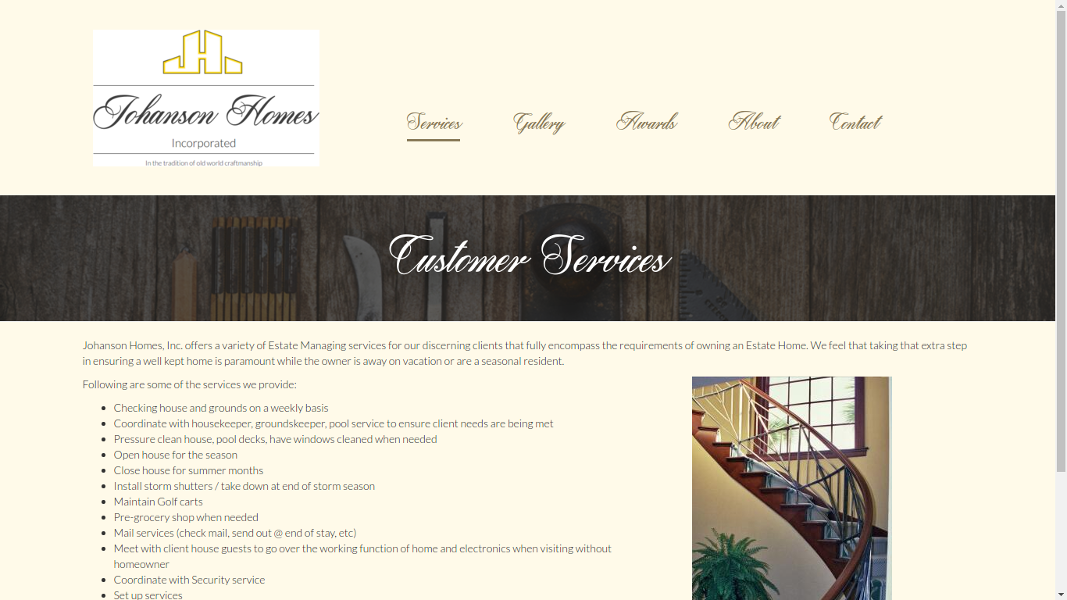 Johanson Homes
Incorporated
In the tradition of old world craftmanship
Services
Gallery
Awards
About
Contact
Customer Services
Johanson Homes, Inc. offers a variety of Estate Managing services for our discerning clients that fully encompass the requirements of owning an Estate Home. We feel that taking that extra step
in ensuring a well kept home is paramount while the owner is away on vacation or are a seasonal resident.
Following are some of the services we provide:
Checking house and grounds on a weekly basis
Coordinate with housekeeper, groundskeeper, pool service to ensure client needs are being met
Pressure clean house, pool decks, have windows cleaned when needed
Open house for the season
Close house for summer months
Install storm shutters / take down at end of storm season
Maintain Golf carts
Pre-grocery shop when needed
Mail services (check mail, send out @ end of stay, etc)
Meet with client house guests to go over the working function of home and electronics when visiting without
homeowner
Coordinate with Security service
Set up services